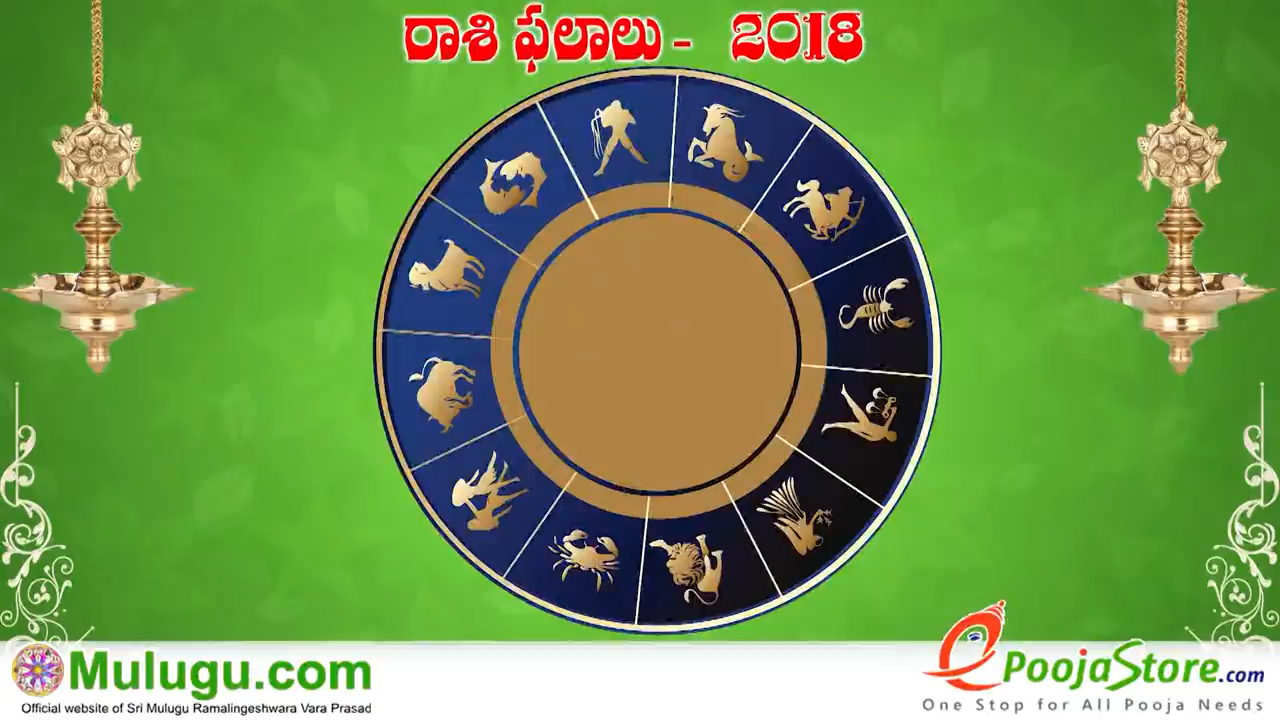 రాశి ఫలాలు - 2018
Mulugu.com
Official website of Sri Mulugu Ramalingeshwara Vara Prasad
ePoojaStore.com
One Stop for All Pooja Needs